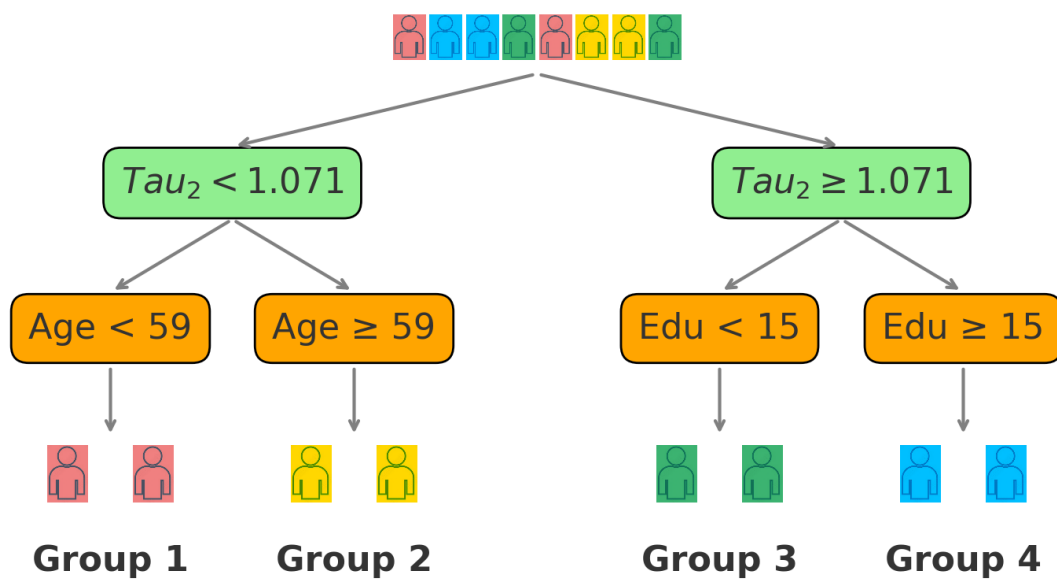 Tau₂ < 1.071
Tau₂ ≥ 1.071
Age < 59
Age ≥ 59
Edu < 15
Edu ≥ 15
Group 1
Group 2
Group 3
Group 4